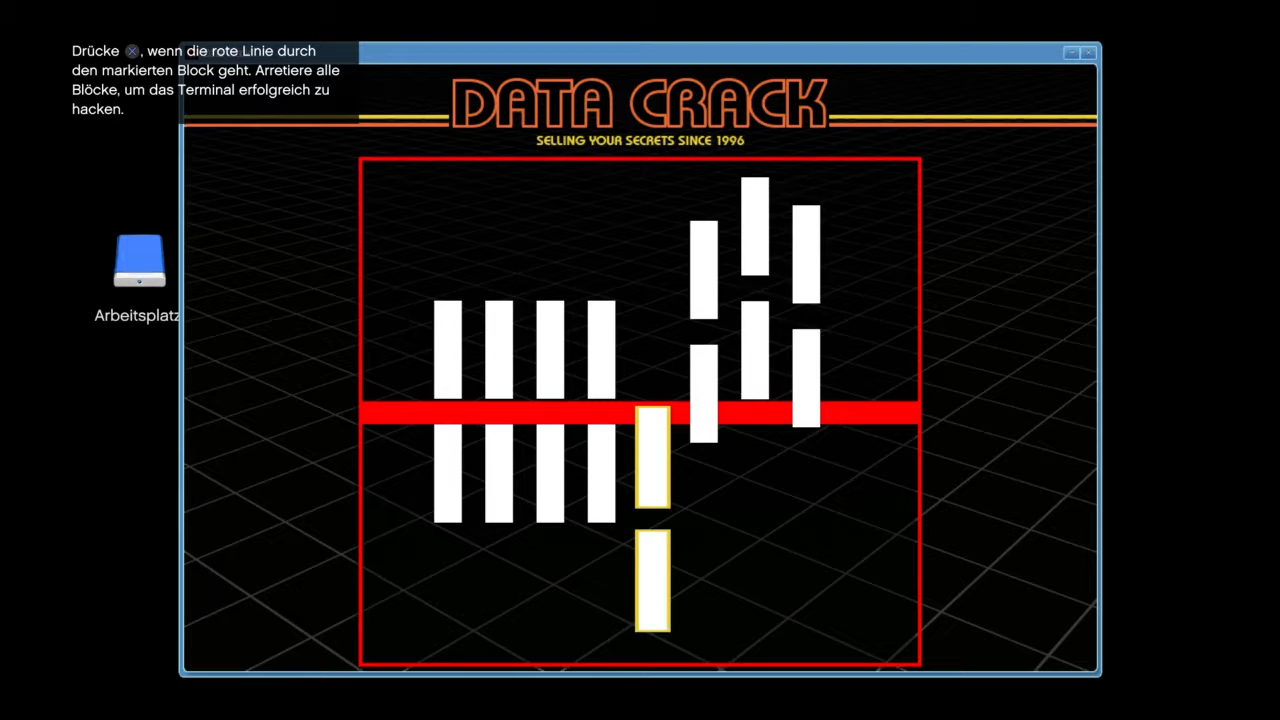 Drücke ⓧ, wenn die rote Linie durch
den markierten Block geht. Arretiere alle
Blöcke, um das Terminal erfolgreich zu
hacken.
DATA CRACK
SELLING YOUR SECRETS SINCE 1996
Arbeitsplatz